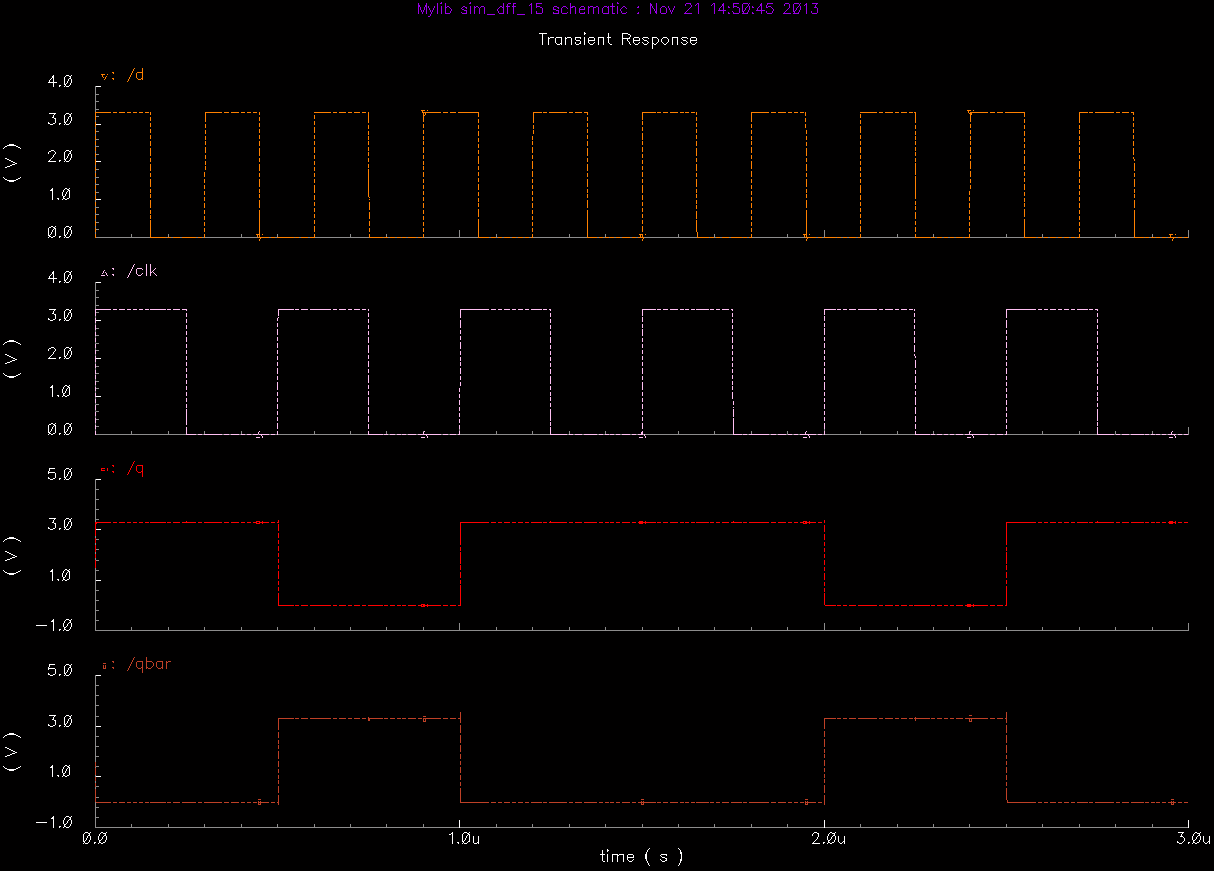 Mylib sim_dff_15 schematic : Nov 21 14:50:45 2013
Transient Response
/d
4.0
3.0
2.0
1.0
0.0
( V )
/clk
4.0
3.0
2.0
1.0
0.0
( V )
/q
5.0
3.0
1.0
-1.0
( V )
/qbar
5.0
3.0
1.0
-1.0
( V )
0.0 1.0u 2.0u 3.0u
time ( s )